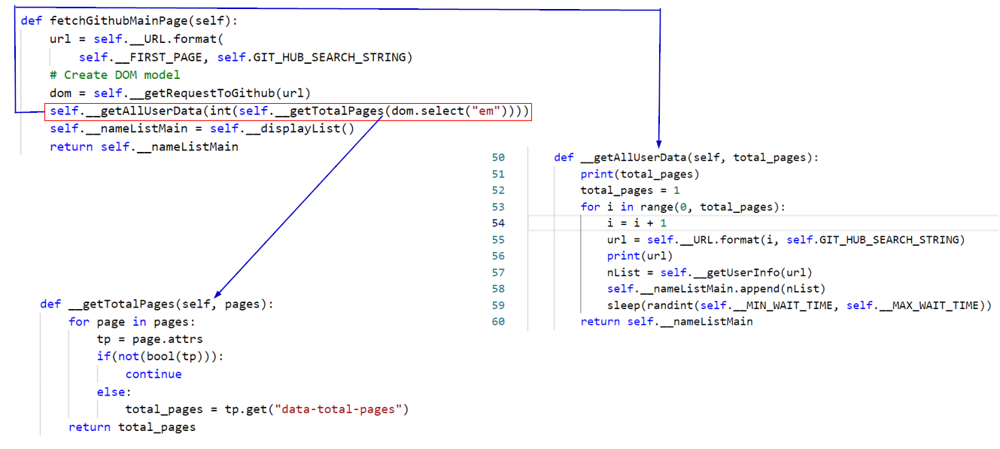 def fetchGithubMainPage(self):
    url = self.__URL.format(
        self.__FIRST_PAGE, self.GIT_HUB_SEARCH_STRING)
    # Create DOM model
    dom = self.__getRequestToGithub(url)
    self.__getAllUserData(int(self.__getTotalPages(dom.select("em"))))
    self.__nameListMain = self.__displayList()
    return self.__nameListMain
50 def __getAllUserData(self, total_pages):
51     print(total_pages)
52     total_pages = 1
53     for i in range(0, total_pages):
54         i = i + 1
55         url = self.__URL.format(i, self.GIT_HUB_SEARCH_STRING)
56         print(url)
57         nList = self.__getUserInfo(url)
58         self.__nameListMain.append(nList)
59         sleep(randint(self.__MIN_WAIT_TIME, self.__MAX_WAIT_TIME))
60     return self.__nameListMain
def __getTotalPages(self, pages):
    for page in pages:
        tp = page.attrs
        if(not(bool(tp))):
            continue
        else:
            total_pages = tp.get("data-total-pages")
    return total_pages